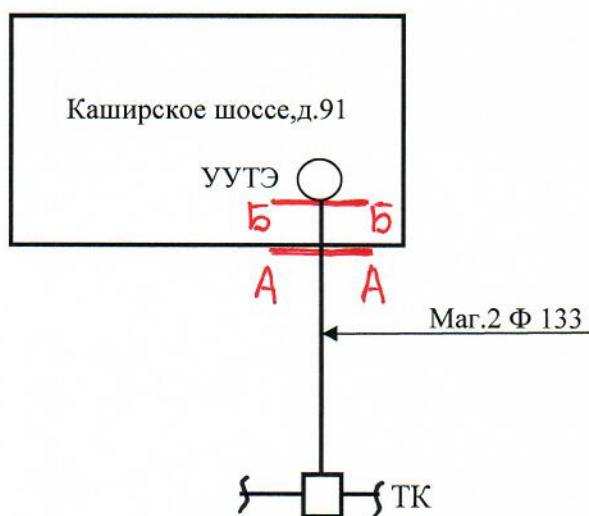 Каширское шоссе,д.91
УУТЭ
Б Б
А А
Маг.2 Ф 133
ТК